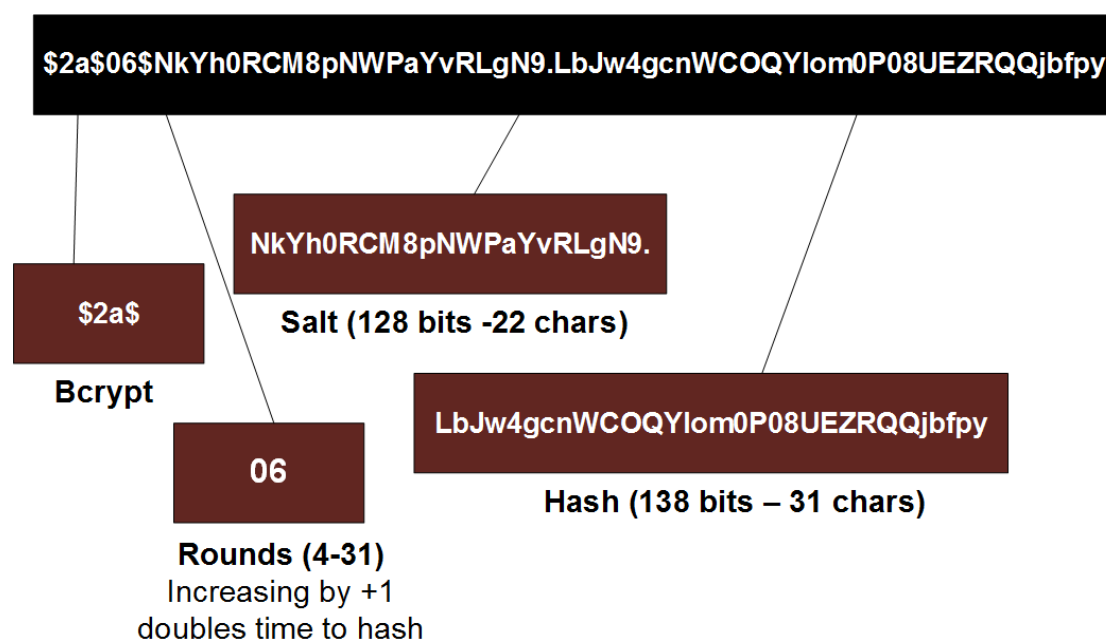 $2a$06$NkYh0RCM8pNWPaYvRLgN9.LbJw4gcnWCOQYIom0P08UEZRQQjbfpy
NkYh0RCM8pNWPaYvRLgN9.
Salt (128 bits -22 chars)
$2a$
Bcrypt
LbJw4gcnWCOQYIom0P08UEZRQQjbfpy
Hash (138 bits – 31 chars)
06
Rounds (4-31)
Increasing by +1
doubles time to hash